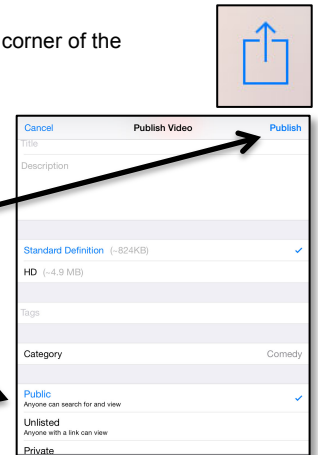 corner of the
Cancel Publish Video Publish
Title
Description
Standard Definition (~824KB)
HD (~4.9 MB)
Tags
Category Comedy
Public
Anyone can search for and view
Unlisted
Anyone with a link can view
Private